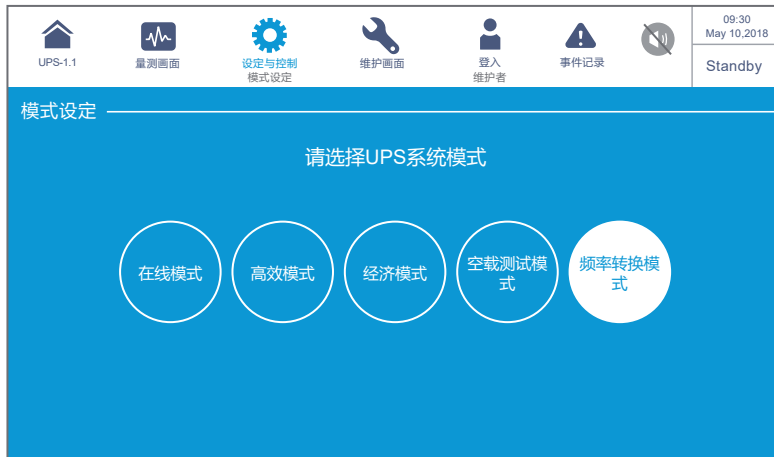 09:30
May 10,2018
UPS-1.1
量测画面
设定与控制
模式设定
维护画面
登入
维护者
事件记录
Standby
模式设定
请选择UPS系统模式
在线模式
高效模式
经济模式
空载测试模
式
频率转换模
式